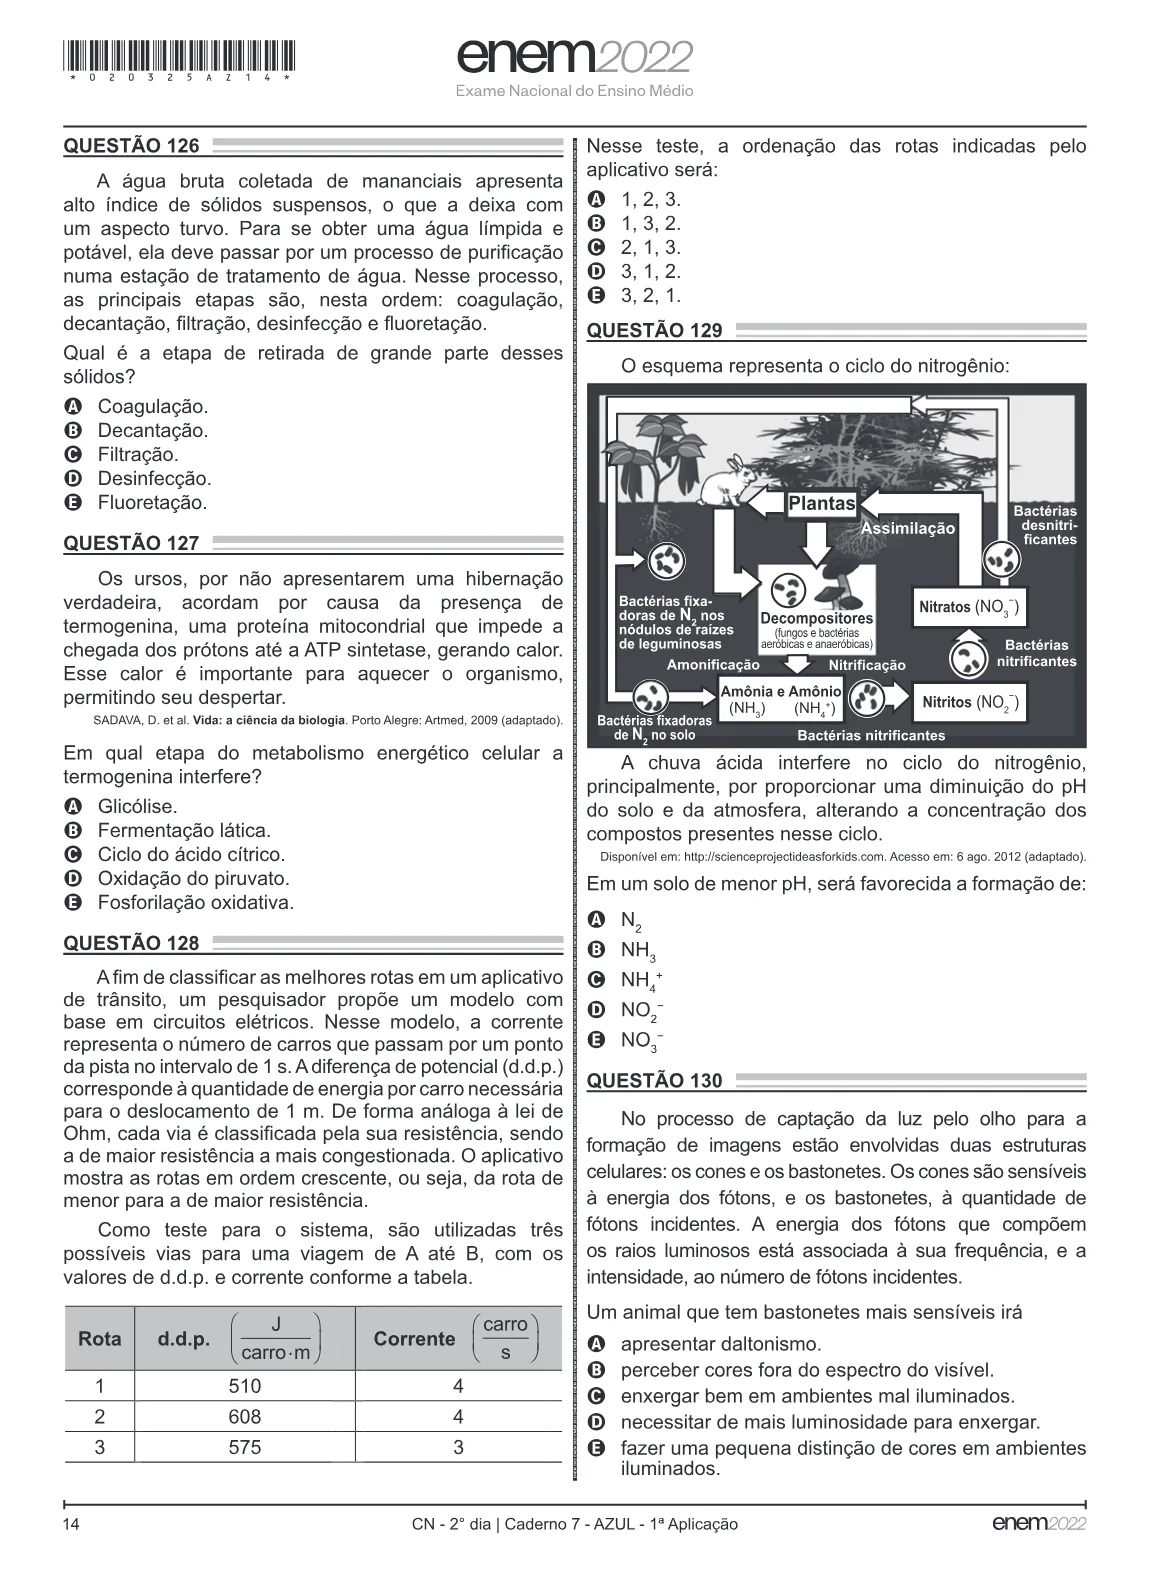 *020325AZ14*
enem2022
Exame Nacional do Ensino Médio
QUESTÃO 126
A água bruta coletada de mananciais apresenta
alto índice de sólidos suspensos, o que a deixa com
um aspecto turvo. Para se obter uma água límpida e
potável, ela deve passar por um processo de purificação
numa estação de tratamento de água. Nesse processo,
as principais etapas são, nesta ordem: coagulação,
decantação, filtração, desinfecção e fluoretação.
Qual é a etapa de retirada de grande parte desses
sólidos?
A Coagulação.
B Decantação.
C Filtração.
D Desinfecção.
E Fluoretação.
QUESTÃO 127
Os ursos, por não apresentarem uma hibernação
verdadeira, acordam por causa da presença de
termogenina, uma proteína mitocondrial que impede a
chegada dos prótons até a ATP sintetase, gerando calor.
Esse calor é importante para aquecer o organismo,
permitindo seu despertar.
SADAVA, D. et al. Vida: a ciência da biologia. Porto Alegre: Artmed, 2009 (adaptado).
Em qual etapa do metabolismo energético celular a
termogenina interfere?
A Glicólise.
B Fermentação lática.
C Ciclo do ácido cítrico.
D Oxidação do piruvato.
E Fosforilação oxidativa.
QUESTÃO 128
A fim de classificar as melhores rotas em um aplicativo
de trânsito, um pesquisador propõe um modelo com
base em circuitos elétricos. Nesse modelo, a corrente
representa o número de carros que passam por um ponto
da pista no intervalo de 1 s. A diferença de potencial (d.d.p.)
corresponde à quantidade de energia por carro necessária
para o deslocamento de 1 m. De forma análoga à lei de
Ohm, cada via é classificada pela sua resistência, sendo
a de maior resistência a mais congestionada. O aplicativo
mostra as rotas em ordem crescente, ou seja, da rota de
menor para a de maior resistência.
Como teste para o sistema, são utilizadas três
possíveis vias para uma viagem de A até B, com os
valores de d.d.p. e corrente conforme a tabela.
Rota d.d.p. (J / carro·m) Corrente (carro / s)
1 510 4
2 608 4
3 575 3
Nesse teste, a ordenação das rotas indicadas pelo
aplicativo será:
A 1, 2, 3.
B 1, 3, 2.
C 2, 1, 3.
D 3, 1, 2.
E 3, 2, 1.
QUESTÃO 129
O esquema representa o ciclo do nitrogênio:
Plantas
Assimilação
Bactérias
desnitri-
ficantes
Bactérias fixa-
doras de N₂ nos
nódulos de raízes
de leguminosas
Decompositores
(fungos e bactérias
aeróbicas e anaeróbicas)
Nitratos (NO₃⁻)
Bactérias
nitrificantes
Amonificação
Nitrificação
Amônia e Amônio
(NH₃) (NH₄⁺)
Nitritos (NO₂⁻)
Bactérias fixadoras
de N₂ no solo
Bactérias nitrificantes
A chuva ácida interfere no ciclo do nitrogênio,
principalmente, por proporcionar uma diminuição do pH
do solo e da atmosfera, alterando a concentração dos
compostos presentes nesse ciclo.
Disponível em: http://scienceprojectideasforkids.com. Acesso em: 6 ago. 2012 (adaptado).
Em um solo de menor pH, será favorecida a formação de:
A N₂
B NH₃
C NH₄⁺
D NO₂⁻
E NO₃⁻
QUESTÃO 130
No processo de captação da luz pelo olho para a
formação de imagens estão envolvidas duas estruturas
celulares: os cones e os bastonetes. Os cones são sensíveis
à energia dos fótons, e os bastonetes, à quantidade de
fótons incidentes. A energia dos fótons que compõem
os raios luminosos está associada à sua frequência, e a
intensidade, ao número de fótons incidentes.
Um animal que tem bastonetes mais sensíveis irá
A apresentar daltonismo.
B perceber cores fora do espectro do visível.
C enxergar bem em ambientes mal iluminados.
D necessitar de mais luminosidade para enxergar.
E fazer uma pequena distinção de cores em ambientes
iluminados.
14
CN - 2° dia | Caderno 7 - AZUL - 1ª Aplicação
enem2022